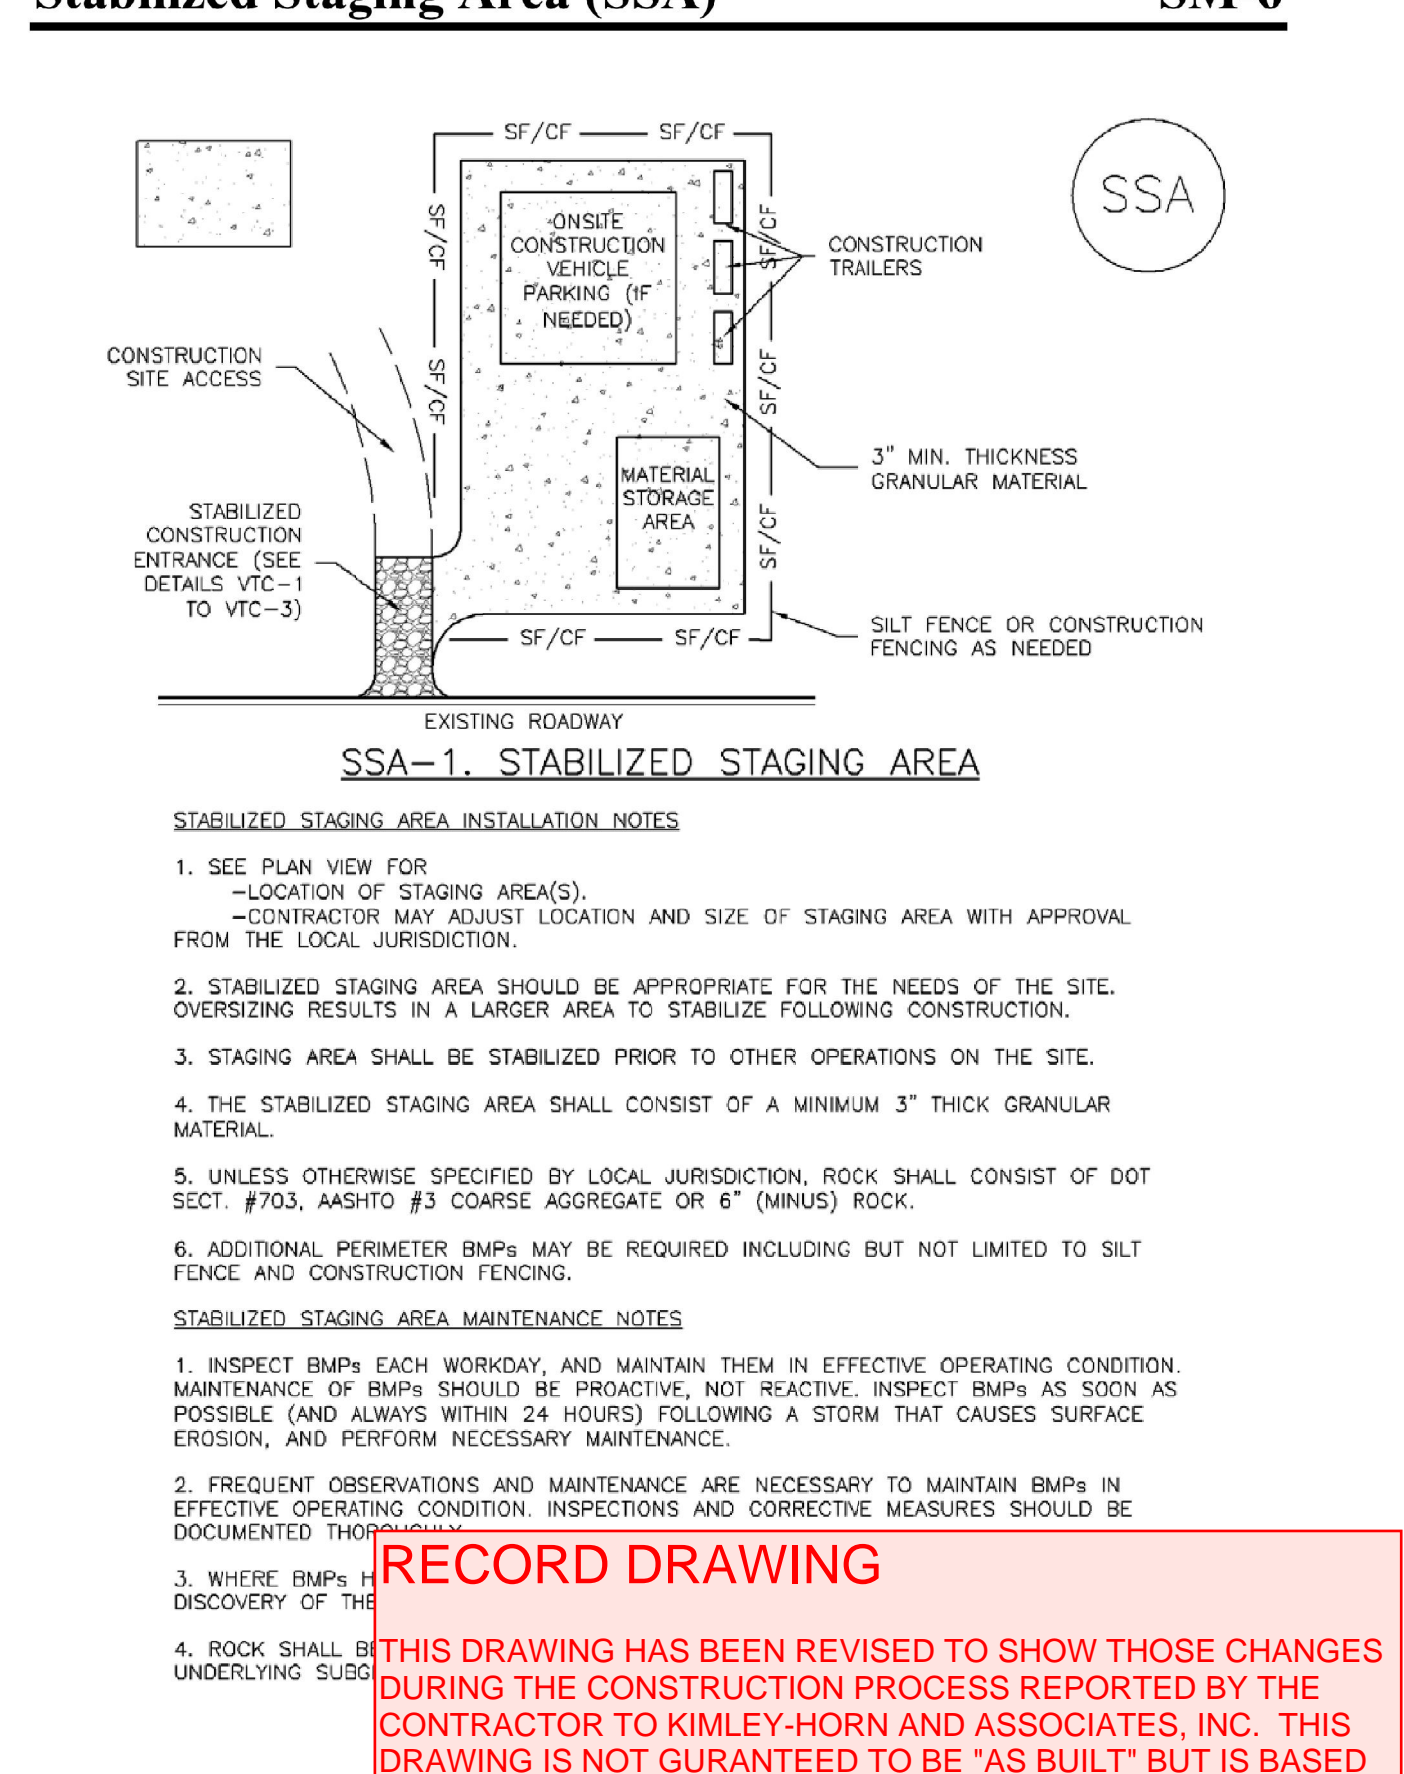 Stabilized Staging Area (SSA) SM-6
SF/CF SF/CF
SSA
ONSITE
CONSTRUCTION
VEHICLE
PARKING (IF
NEEDED)
SF/CF
SF/CF
CONSTRUCTION
TRAILERS
CONSTRUCTION
SITE ACCESS
SF/CF
SF/CF
3" MIN. THICKNESS
GRANULAR MATERIAL
MATERIAL
STORAGE
AREA
STABILIZED
CONSTRUCTION
ENTRANCE (SEE
DETAILS VTC-1
TO VTC-3)
SF/CF
SF/CF SF/CF
SILT FENCE OR CONSTRUCTION
FENCING AS NEEDED
EXISTING ROADWAY
SSA-1. STABILIZED STAGING AREA
STABILIZED STAGING AREA INSTALLATION NOTES
1. SEE PLAN VIEW FOR
-LOCATION OF STAGING AREA(S).
-CONTRACTOR MAY ADJUST LOCATION AND SIZE OF STAGING AREA WITH APPROVAL
FROM THE LOCAL JURISDICTION.
2. STABILIZED STAGING AREA SHOULD BE APPROPRIATE FOR THE NEEDS OF THE SITE.
OVERSIZING RESULTS IN A LARGER AREA TO STABILIZE FOLLOWING CONSTRUCTION.
3. STAGING AREA SHALL BE STABILIZED PRIOR TO OTHER OPERATIONS ON THE SITE.
4. THE STABILIZED STAGING AREA SHALL CONSIST OF A MINIMUM 3" THICK GRANULAR
MATERIAL.
5. UNLESS OTHERWISE SPECIFIED BY LOCAL JURISDICTION, ROCK SHALL CONSIST OF DOT
SECT. #703, AASHTO #3 COARSE AGGREGATE OR 6" (MINUS) ROCK.
6. ADDITIONAL PERIMETER BMPs MAY BE REQUIRED INCLUDING BUT NOT LIMITED TO SILT
FENCE AND CONSTRUCTION FENCING.
STABILIZED STAGING AREA MAINTENANCE NOTES
1. INSPECT BMPs EACH WORKDAY, AND MAINTAIN THEM IN EFFECTIVE OPERATING CONDITION.
MAINTENANCE OF BMPs SHOULD BE PROACTIVE, NOT REACTIVE. INSPECT BMPs AS SOON AS
POSSIBLE (AND ALWAYS WITHIN 24 HOURS) FOLLOWING A STORM THAT CAUSES SURFACE
EROSION, AND PERFORM NECESSARY MAINTENANCE.
2. FREQUENT OBSERVATIONS AND MAINTENANCE ARE NECESSARY TO MAINTAIN BMPs IN
EFFECTIVE OPERATING CONDITION. INSPECTIONS AND CORRECTIVE MEASURES SHOULD BE
DOCUMENTED THOROUGHLY.
3. WHERE BMPs H
DISCOVERY OF THE
4. ROCK SHALL BE
UNDERLYING SUBG
RECORD DRAWING
THIS DRAWING HAS BEEN REVISED TO SHOW THOSE CHANGES
DURING THE CONSTRUCTION PROCESS REPORTED BY THE
CONTRACTOR TO KIMLEY-HORN AND ASSOCIATES, INC. THIS
DRAWING IS NOT GURANTEED TO BE "AS BUILT" BUT IS BASED